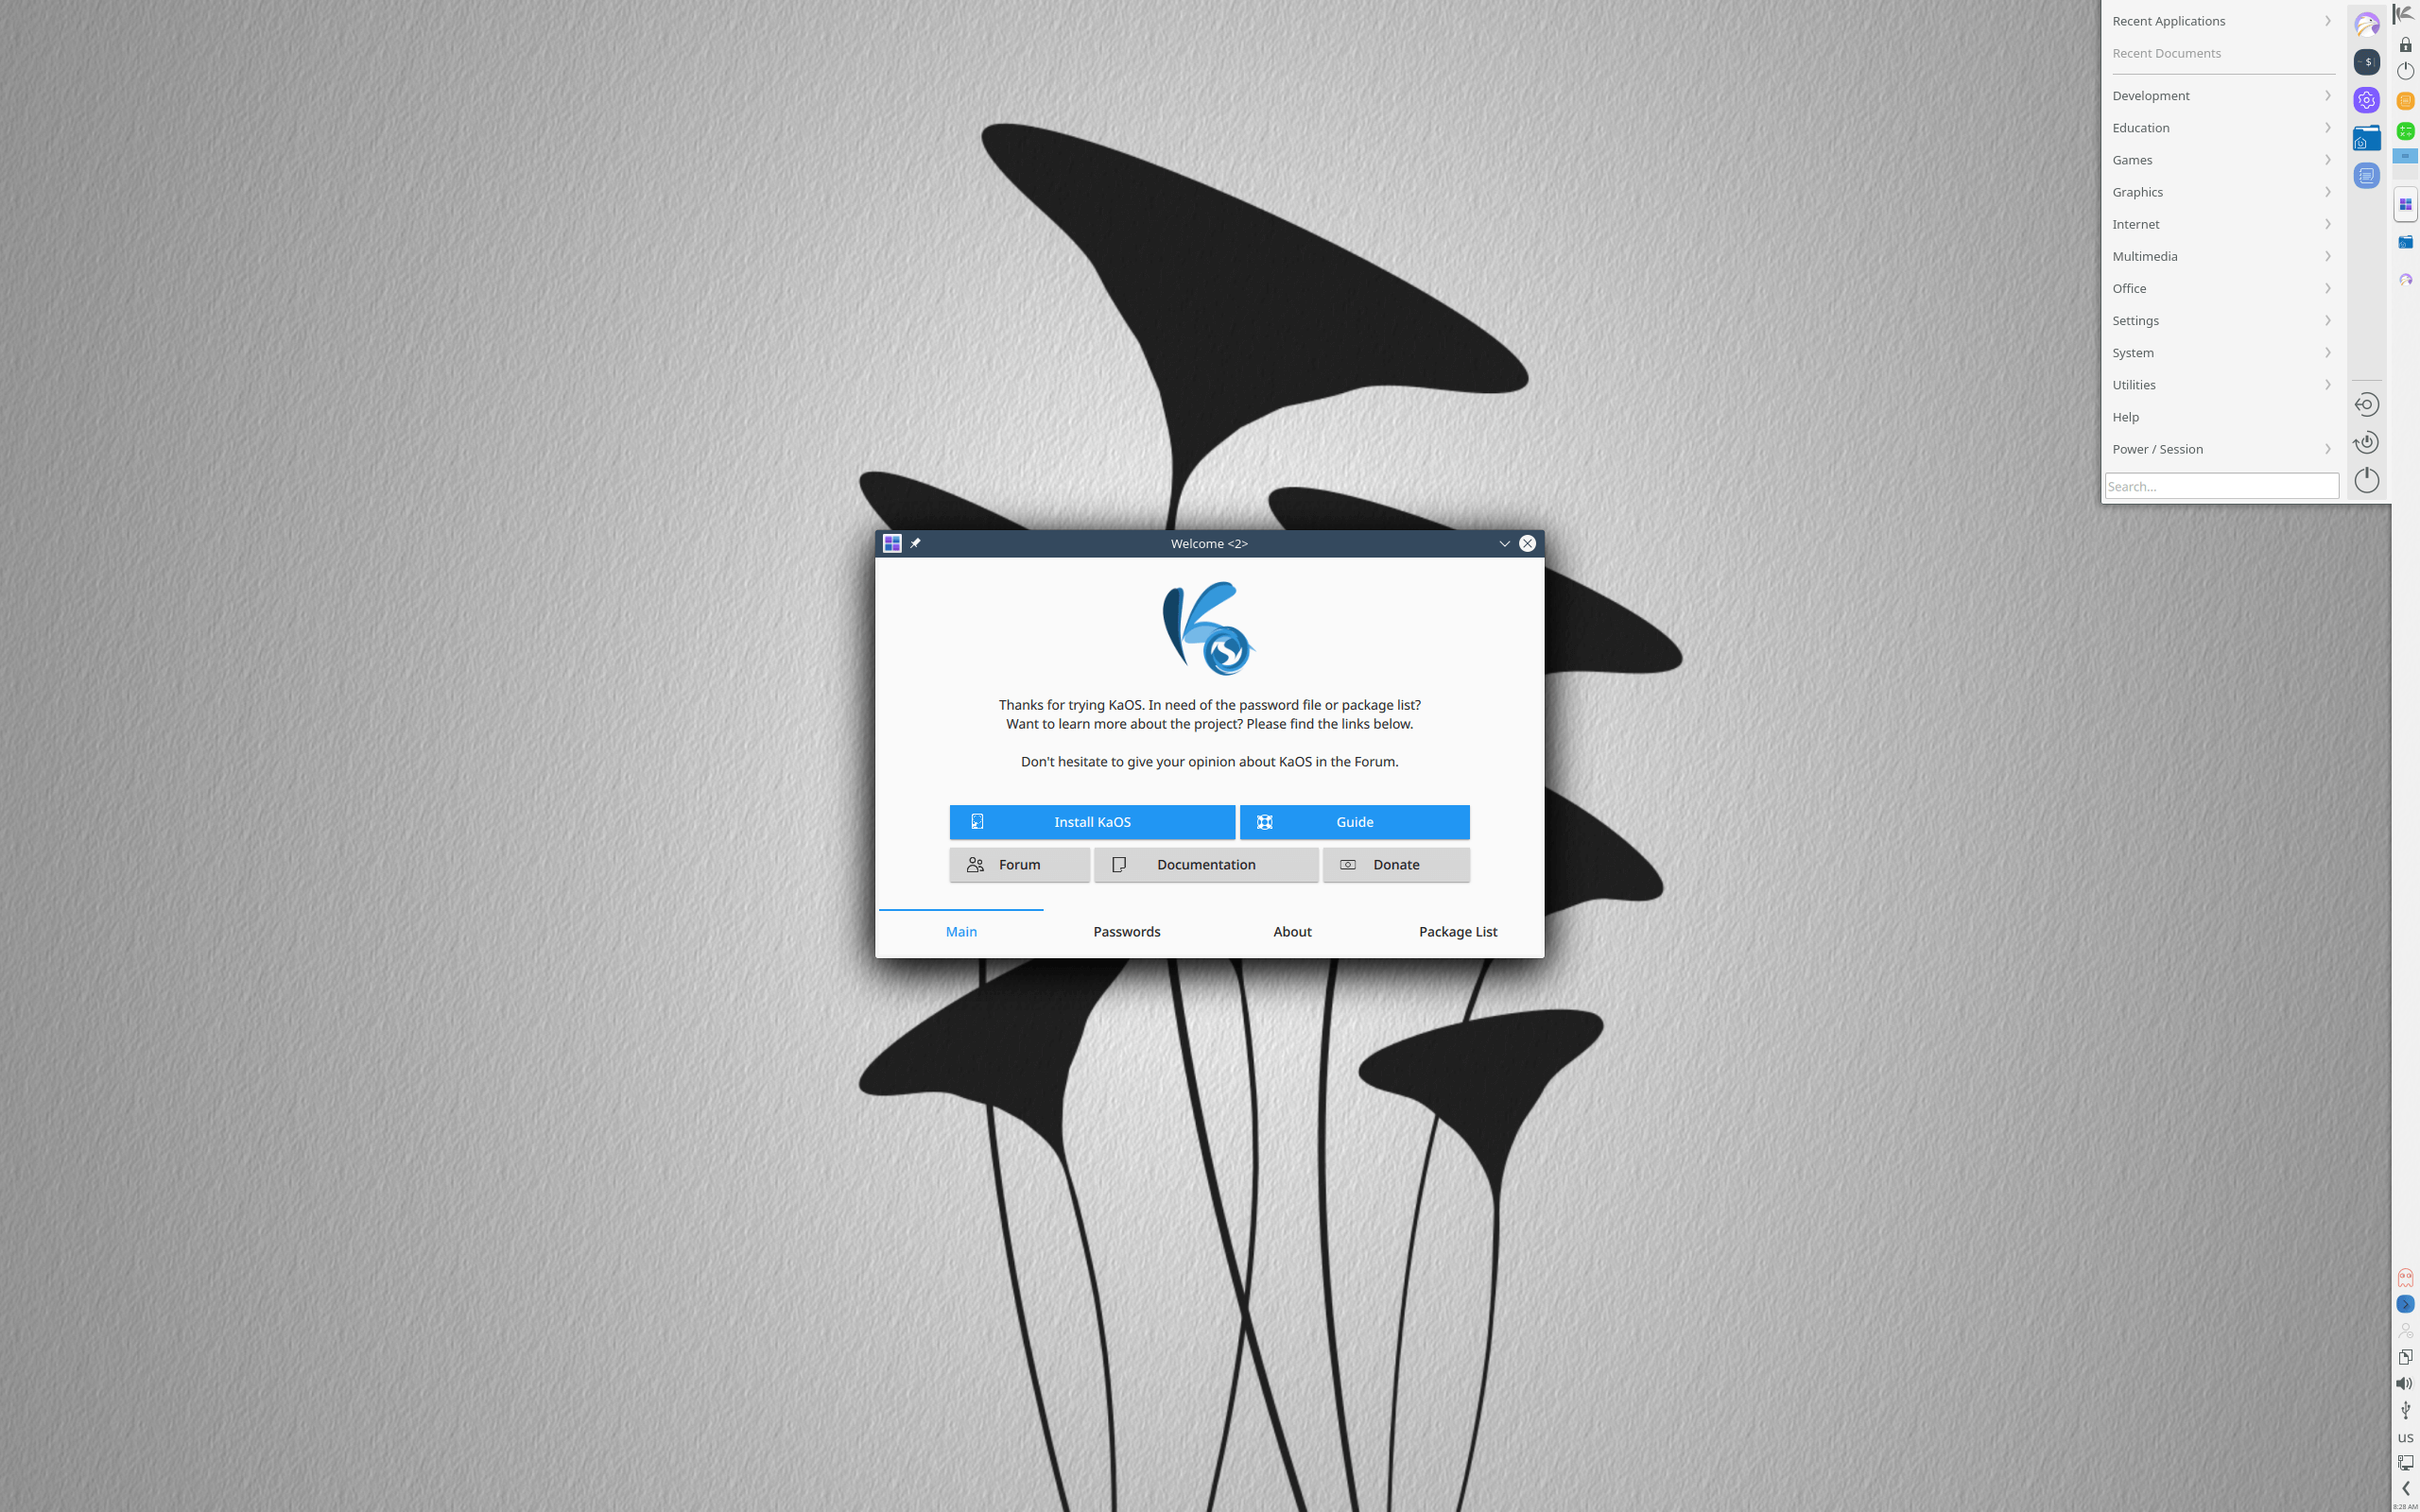 Recent Applications
Recent Documents
Development
Education
Games
Graphics
Internet
Multimedia
Office
Settings
System
Utilities
Help
Power / Session
Search...
$
Welcome <2>
Thanks for trying KaOS. In need of the password file or package list?
Want to learn more about the project? Please find the links below.
Don't hesitate to give your opinion about KaOS in the Forum.
Install KaOS
Guide
Forum
Documentation
Donate
Main
Passwords
About
Package List
US
8:28 AM